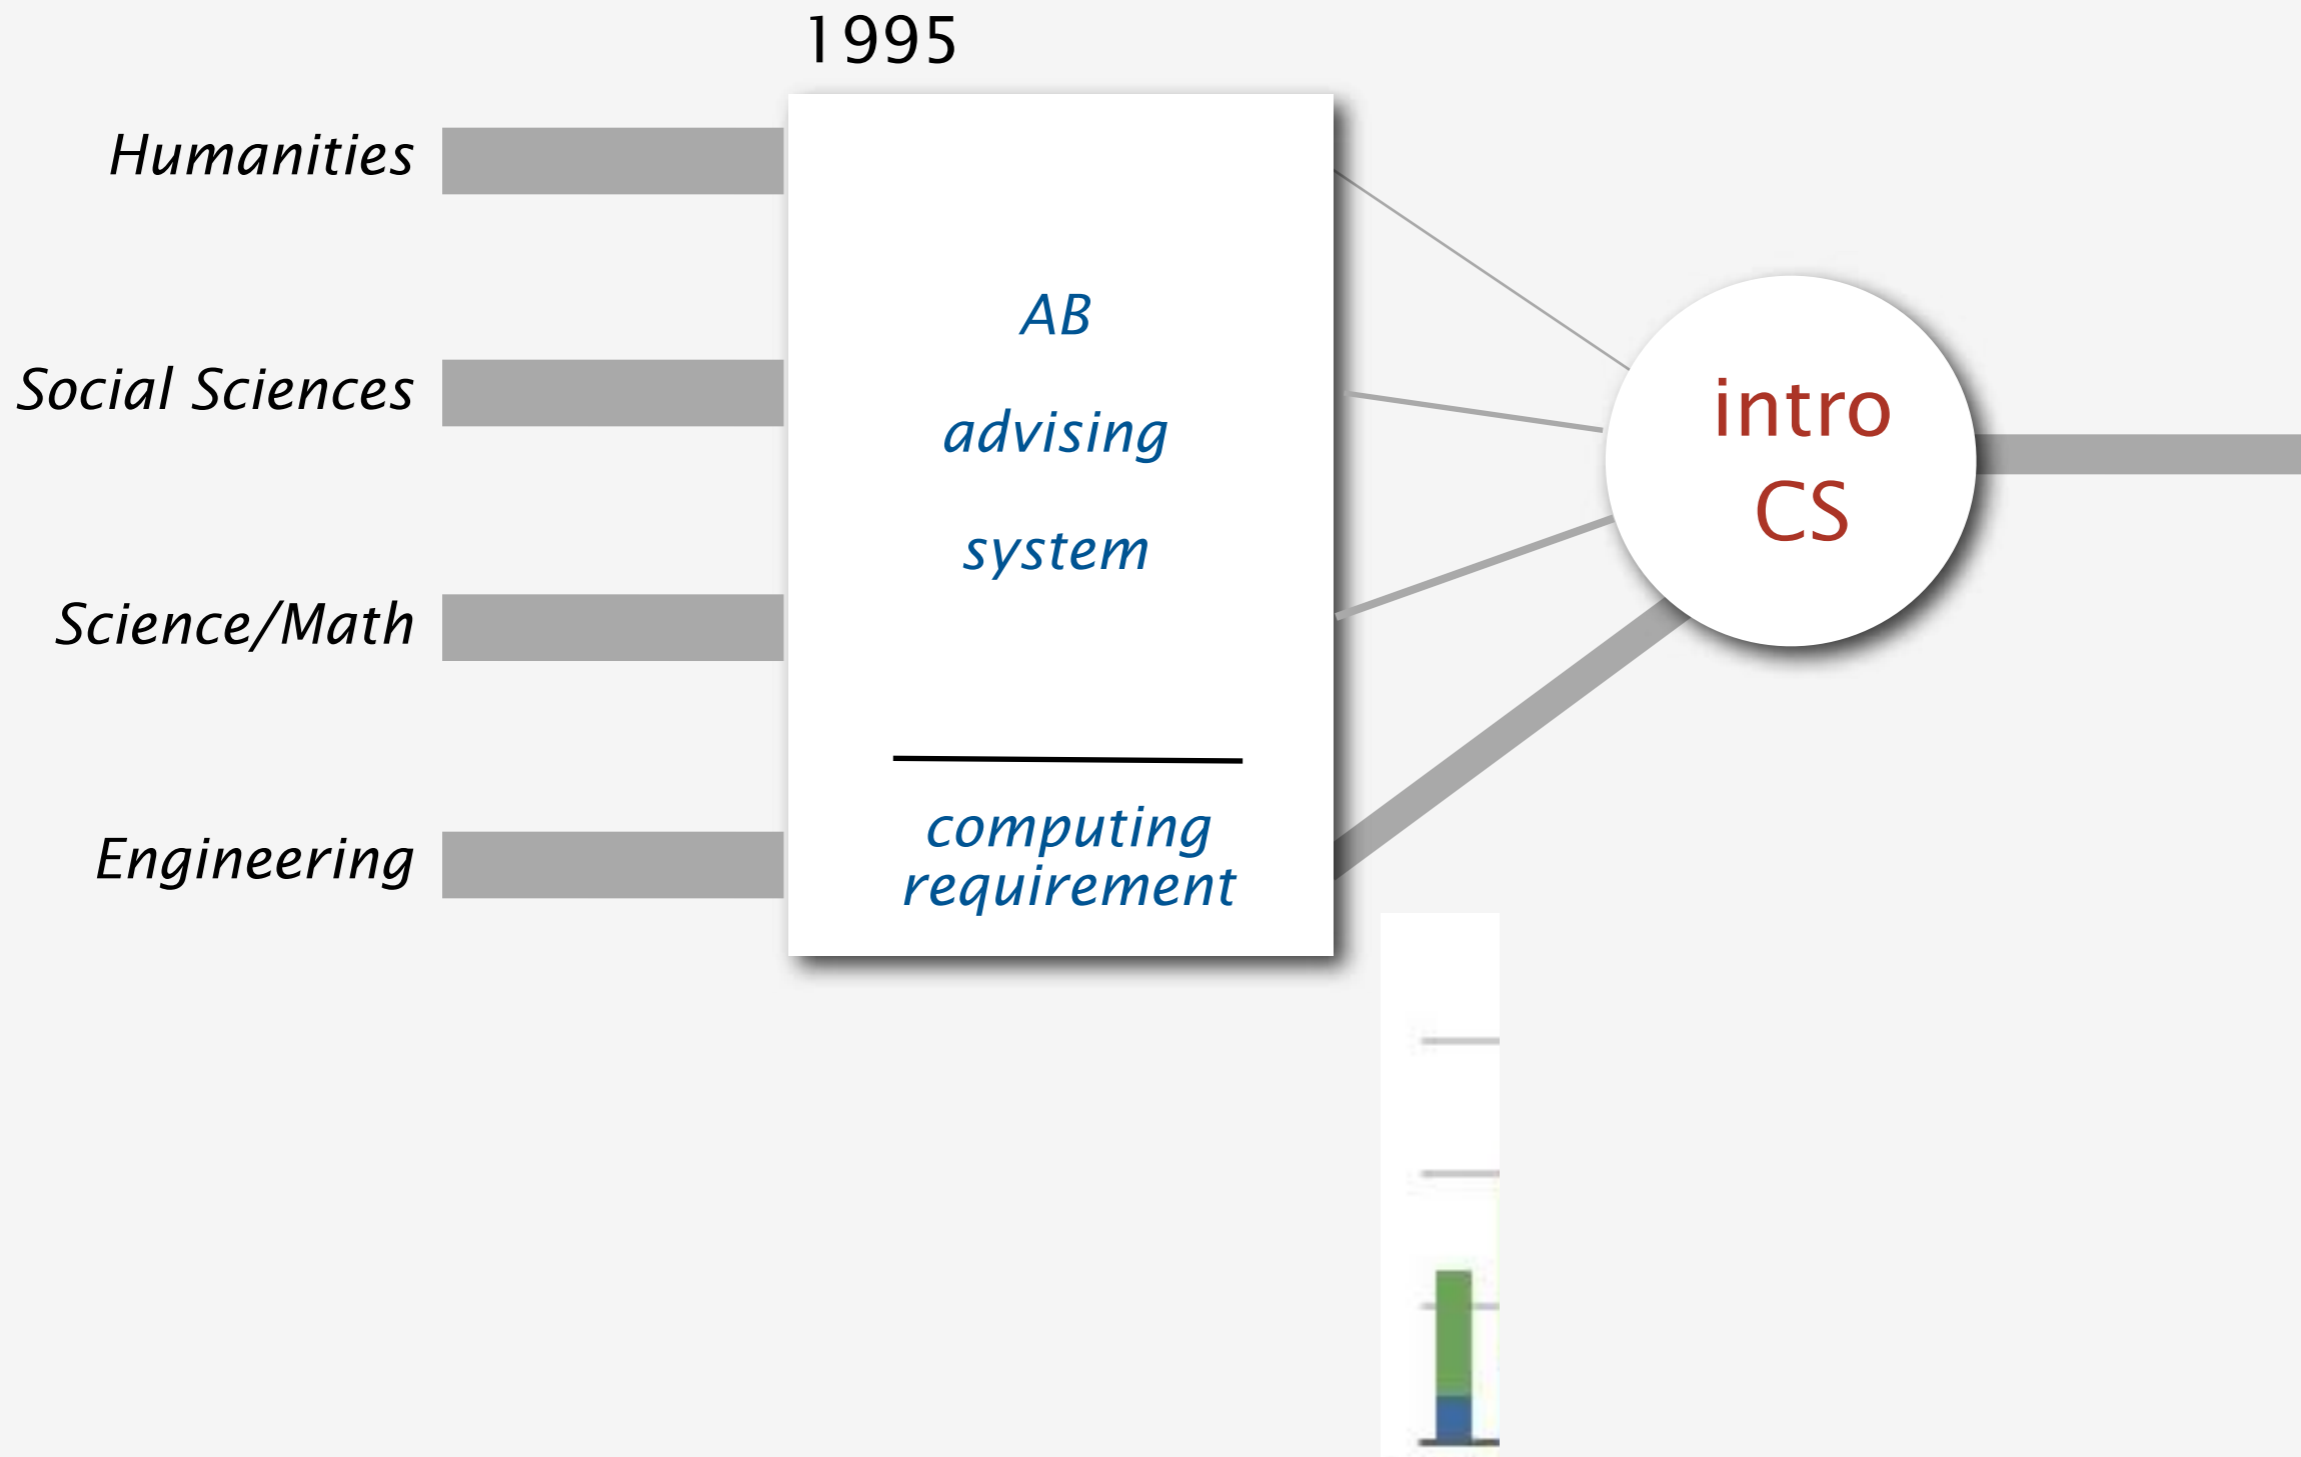 1995
Humanities
Social Sciences
Science/Math
Engineering
AB
advising
system
computing
requirement
intro
CS